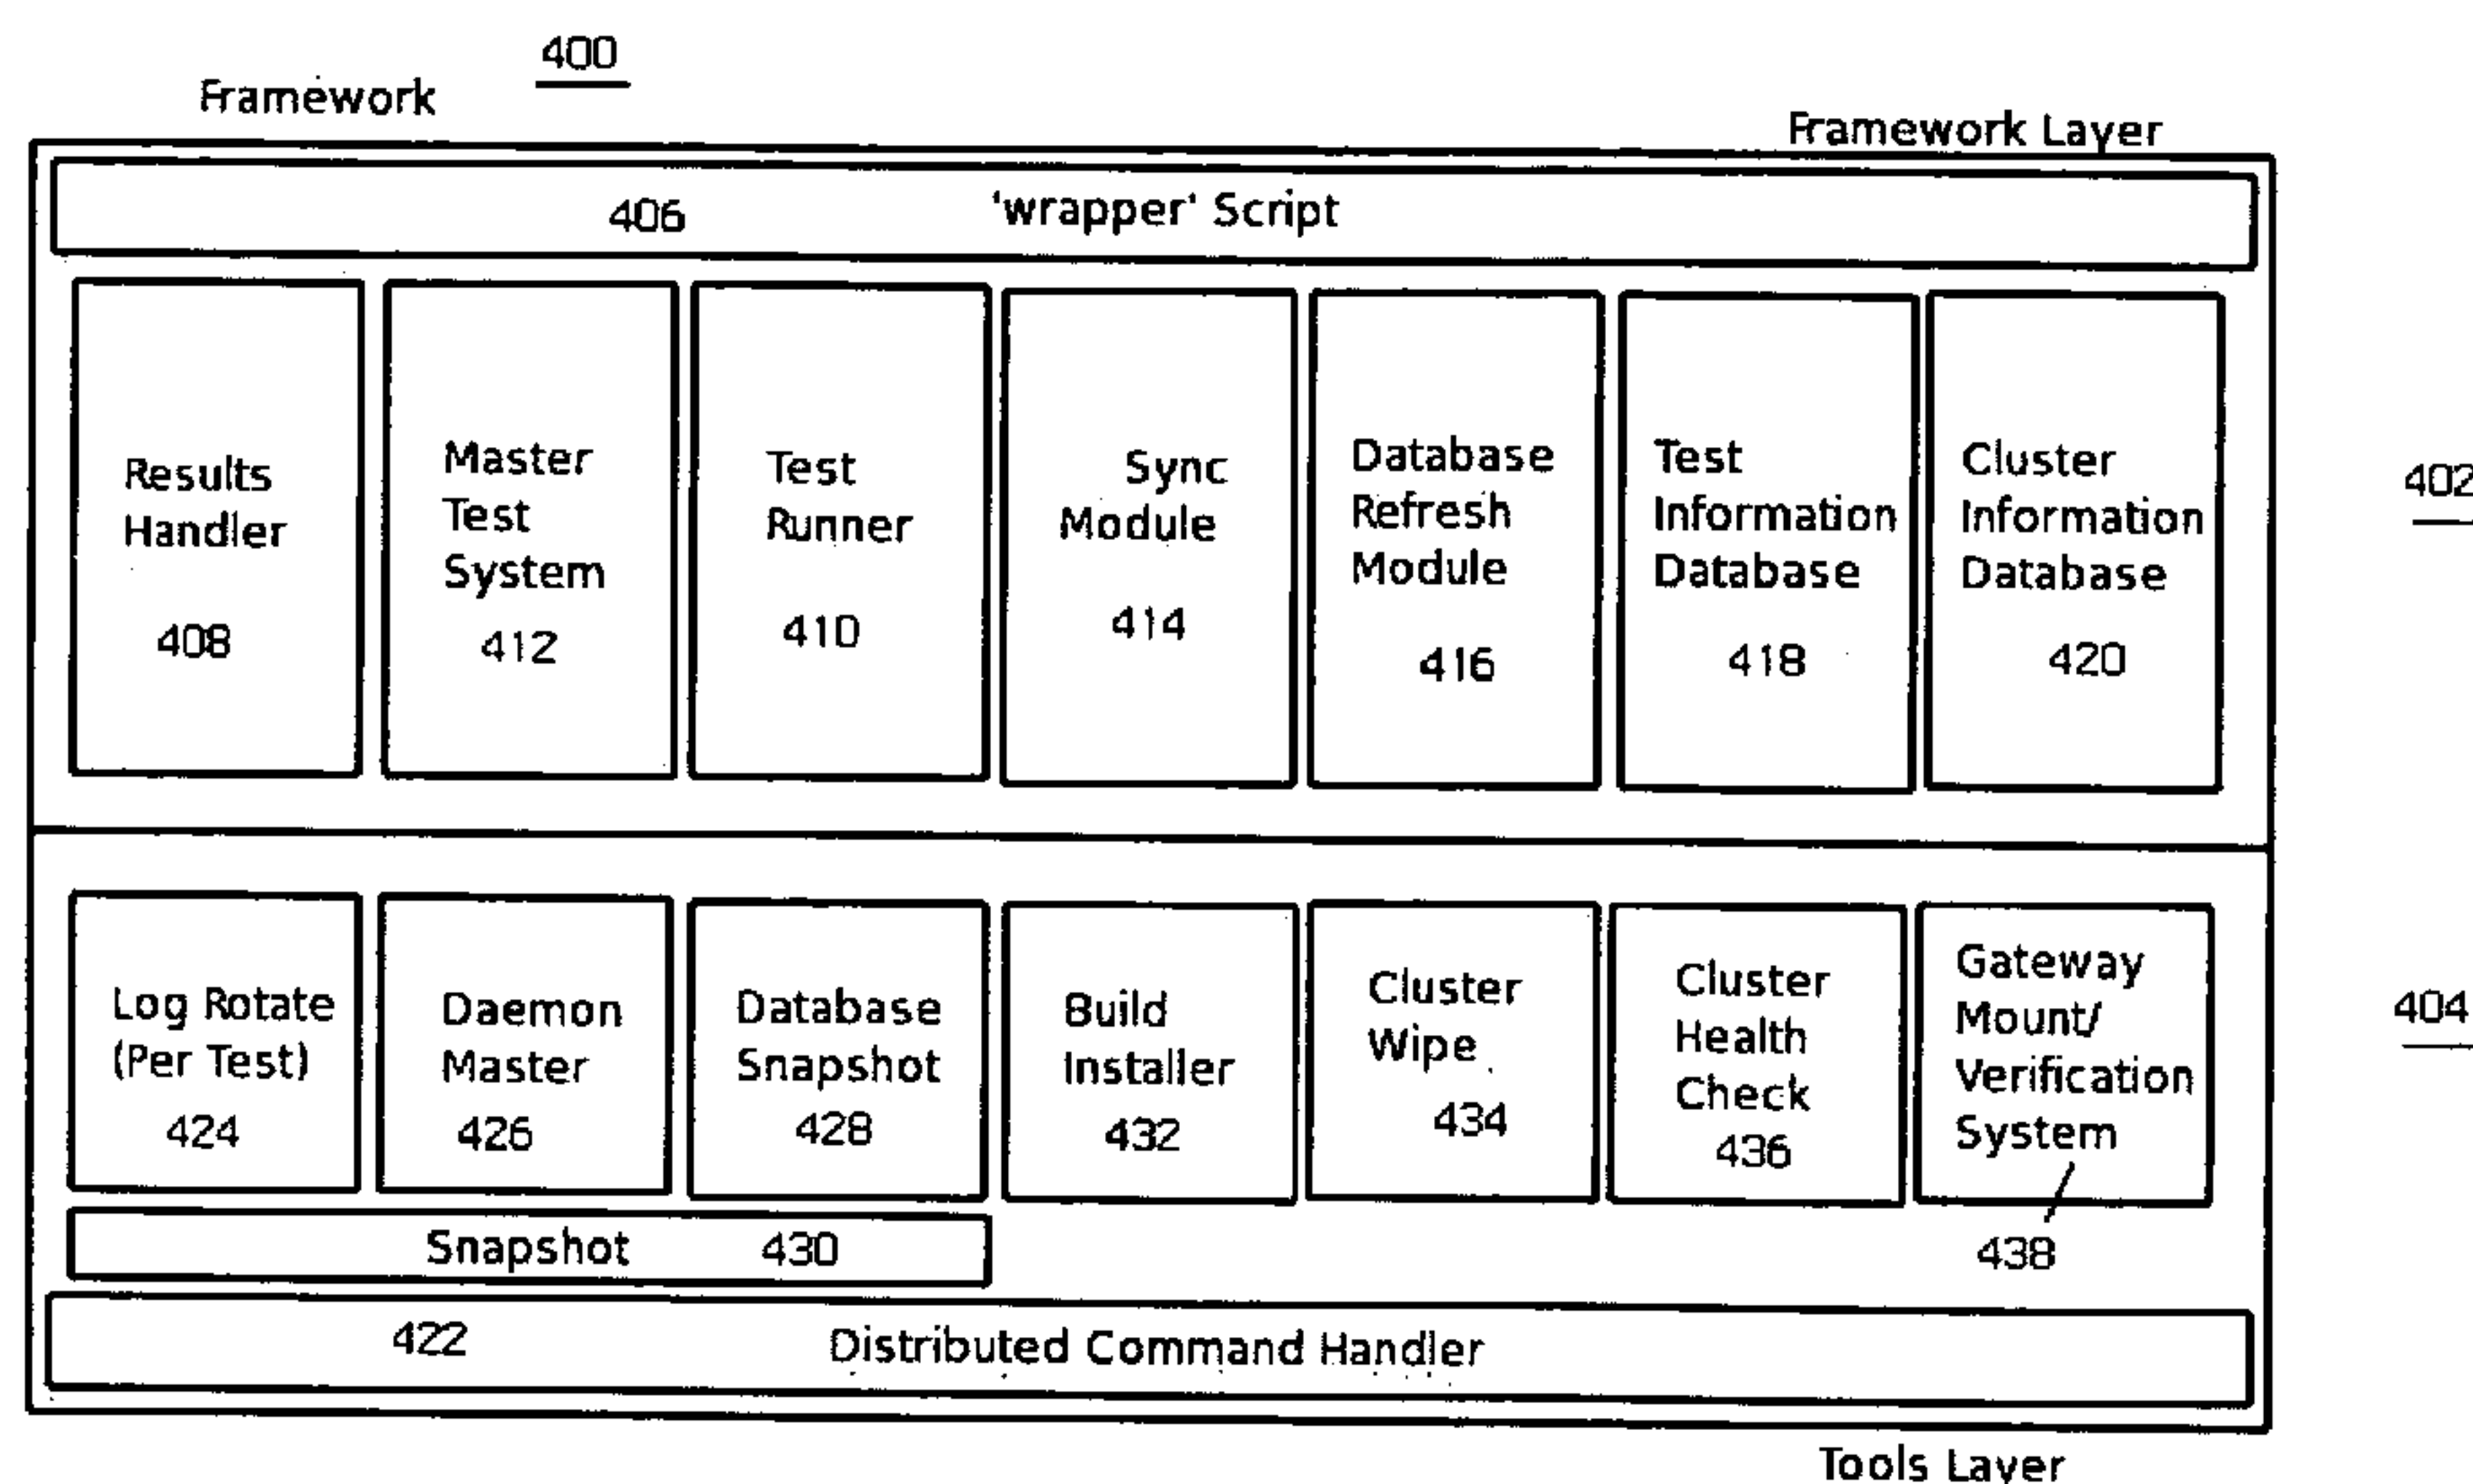 400
Framework
Framework Layer
406 'wrapper' Script
Results
Handler
408
Master
Test
System
412
Test
Runner
410
Sync
Module
414
Database
Refresh
Module
416
Test
Information
Database
418
Cluster
Information
Database
420
402
Log Rotate
(Per Test)
424
Daemon
Master
426
Database
Snapshot
428
Build
Installer
432
Cluster
Wipe
434
Cluster
Health
Check
436
Gateway
Mount/
Verification
System
438
404
Snapshot 430
422 Distributed Command Handler
Tools Layer